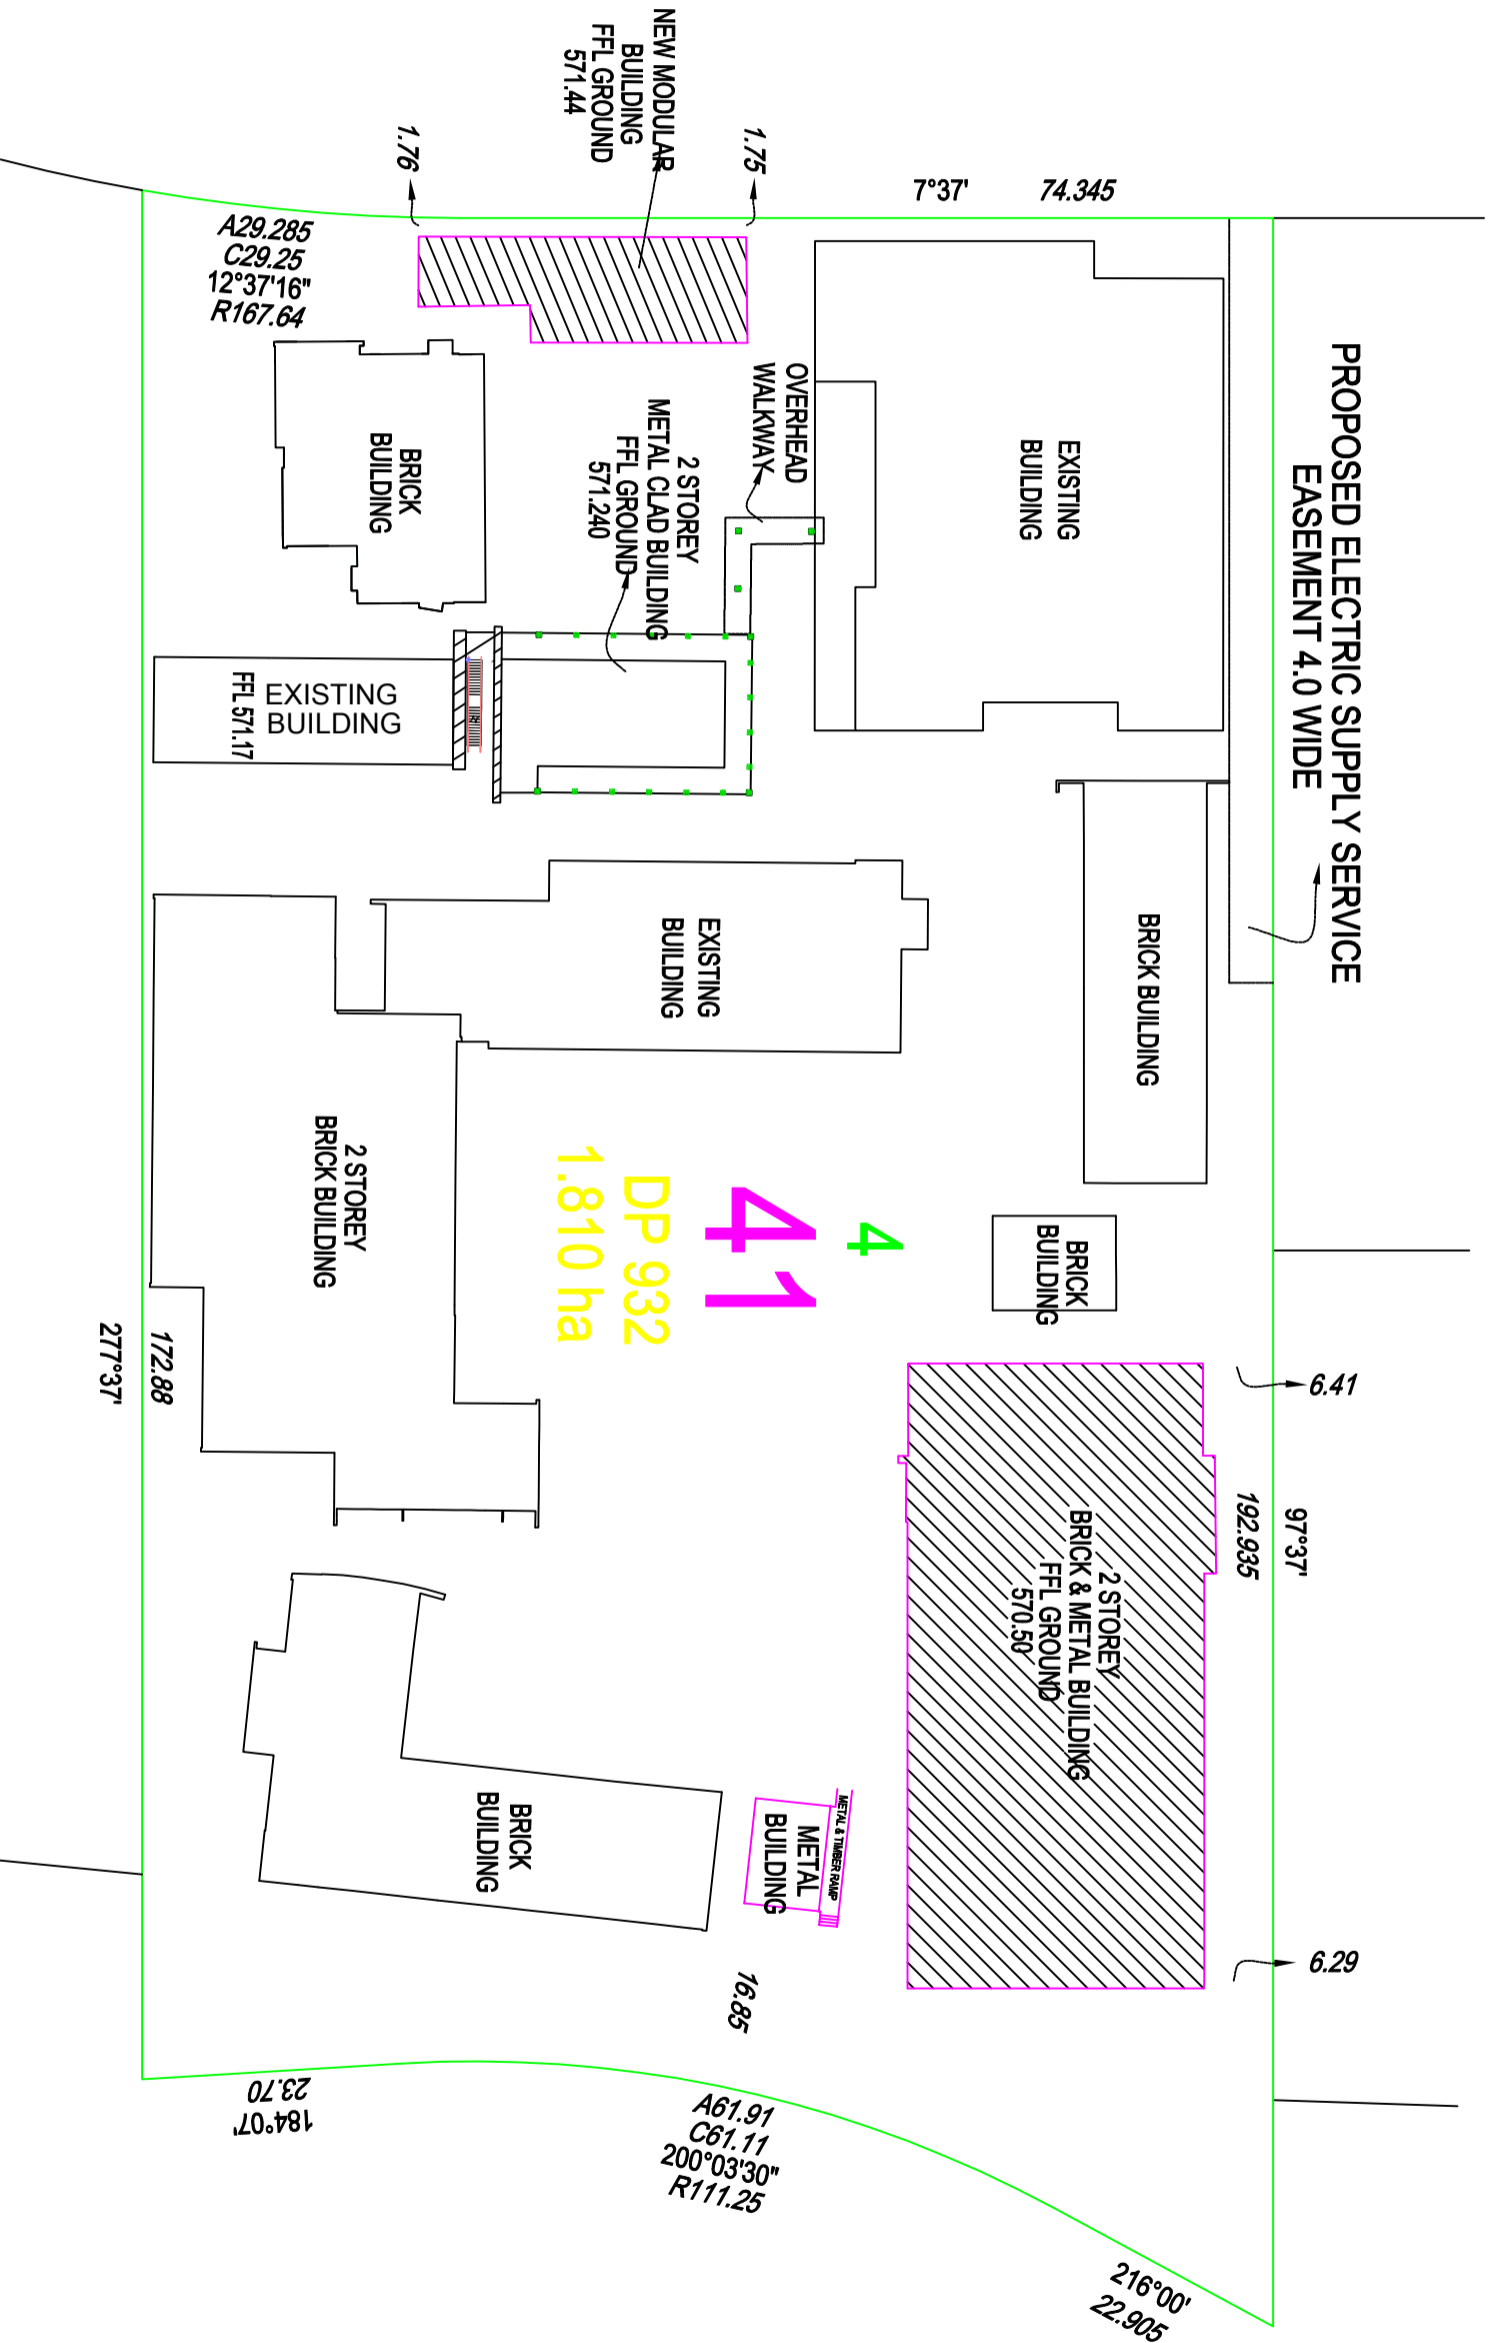 PROPOSED ELECTRIC SUPPLY SERVICE
EASEMENT 4.0 WIDE
NEW MODULAR
BUILDING
FFL GROUND
571.44
1.76
1.75
7°37'
74.345
A29.285
C29.25
12°37'16"
R167.64
OVERHEAD
WALKWAY
EXISTING
BUILDING
2 STOREY
METAL CLAD BUILDING
FFL GROUND
571.240
BRICK
BUILDING
EXISTING
BUILDING
FFL 571.17
EXISTING
BUILDING
BRICK BUILDING
2 STOREY
BRICK BUILDING
4
41
DP 932
1.810 ha
BRICK
BUILDING
6.41
97°37'
192.935
172.88
277°37'
2 STOREY
BRICK & METAL BUILDING
FFL GROUND
570.50
METAL & TIMBER RAMP
METAL
BUILDING
BRICK
BUILDING
6.29
16.85
184°07'
23.70
A61.91
C61.11
200°03'30"
R111.25
216°00'
22.905